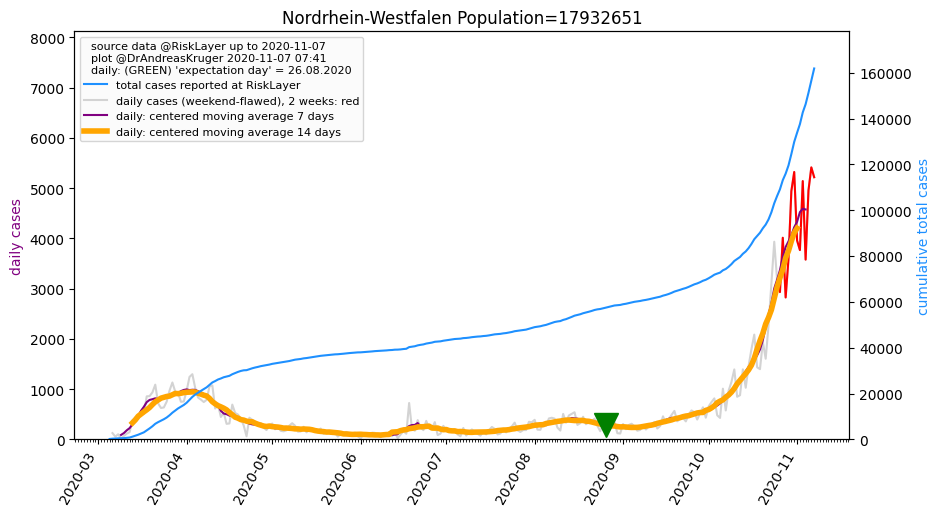 Nordrhein-Westfalen Population=17932651
source data @RiskLayer up to 2020-11-07
plot @DrAndreasKruger 2020-11-07 07:41
daily: (GREEN) 'expectation day' = 26.08.2020
total cases reported at RiskLayer
daily cases (weekend-flawed), 2 weeks: red
daily: centered moving average 7 days
daily: centered moving average 14 days
daily cases
8000
7000
6000
5000
4000
3000
2000
1000
0
cumulative total cases
160000
140000
120000
100000
80000
60000
40000
20000
0
2020-03
2020-04
2020-05
2020-06
2020-07
2020-08
2020-09
2020-10
2020-11